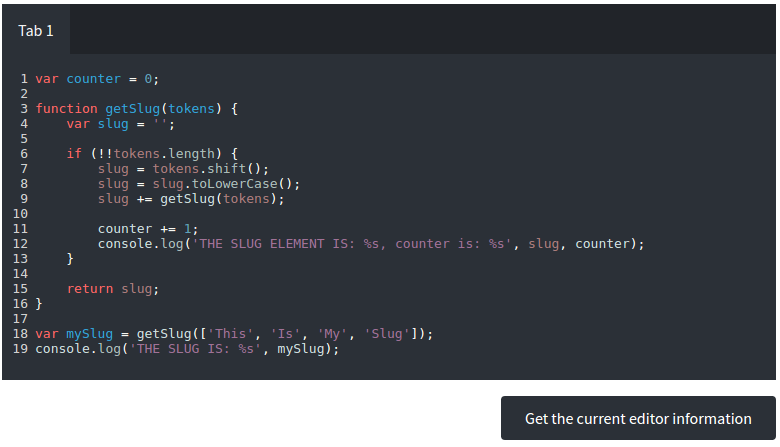 Tab 1
1 var counter = 0;
2
3 function getSlug(tokens) {
4     var slug = '';
5
6     if (!!tokens.length) {
7         slug = tokens.shift();
8         slug = slug.toLowerCase();
9         slug += getSlug(tokens);
10
11         counter += 1;
12         console.log('THE SLUG ELEMENT IS: %s, counter is: %s', slug, counter);
13     }
14
15     return slug;
16 }
17
18 var mySlug = getSlug(['This', 'Is', 'My', 'Slug']);
19 console.log('THE SLUG IS: %s', mySlug);
Get the current editor information